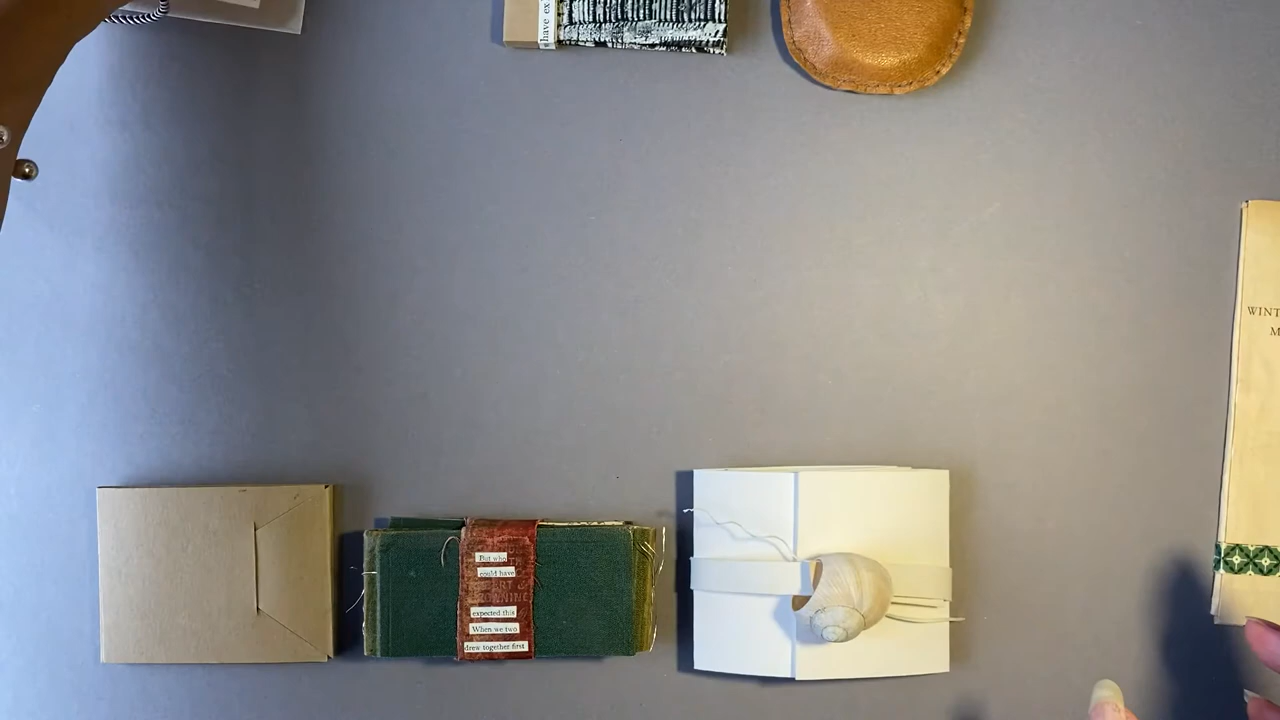 have ex
WINT
M
But who
could have
expected this
When we two
drew together first